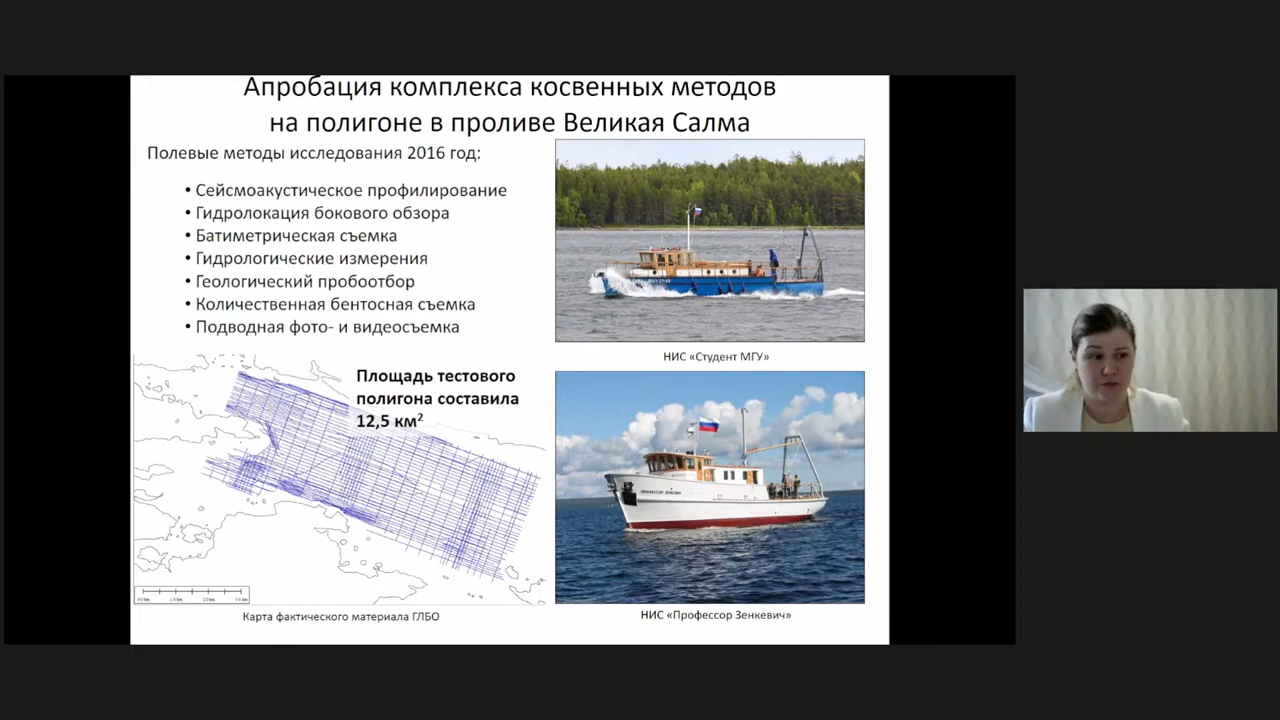 Апробация комплекса косвенных методов
на полигоне в проливе Великая Салма
Полевые методы исследования 2016 год:
• Сейсмоакустическое профилирование
• Гидролокация бокового обзора
• Батиметрическая съемка
• Гидрологические измерения
• Геологический пробоотбор
• Количественная бентосная съемка
• Подводная фото- и видеосъемка
НИС «Студент МГУ»
Площадь тестового
полигона составила
12,5 км²
ПРОФЕССОР ЗЕНКЕВИЧ
Карта фактического материала ГЛБО
НИС «Профессор Зенкевич»